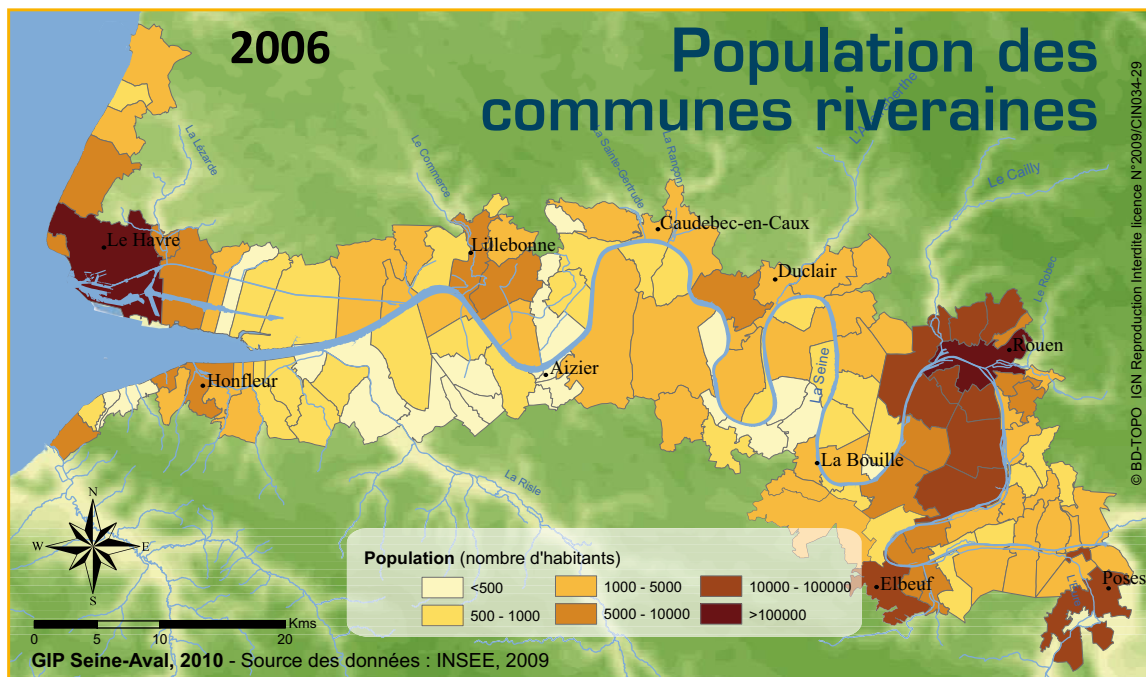 2006
Population des
communes riveraines
© BD-TOPO IGN Reproduction Interdite licence N°2009/CIN034-29
La Lézarde
Le Commerce
La Sainte-Gertrude
La Rançon
Le Cailly
Le Robec
Le Havre
Lillebonne
Caudebec-en-Caux
Duclair
Rouen
Honfleur
Aizier
La Seine
La Bouille
La Risle
Elbeuf
Poses
N
W
E
S
Population (nombre d'habitants)
<500
1000 - 5000
10000 - 100000
500 - 1000
5000 - 10000
>100000
0 5 10 20 Kms
GIP Seine-Aval, 2010 - Source des données : INSEE, 2009